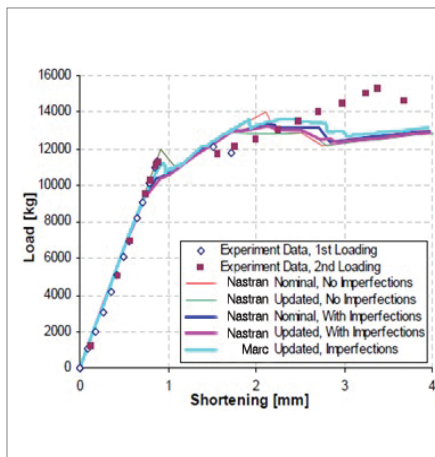 16000
14000
12000
10000
8000
6000
4000
2000
0
Load [kg]
Experiment Data, 1st Loading
Experiment Data, 2nd Loading
Nastran Nominal, No Imperfections
Nastran Updated, No Imperfections
Nastran Nominal, With Imperfections
Nastran Updated, With Imperfections
Marc Updated, Imperfections
0 1 2 3 4
Shortening [mm]